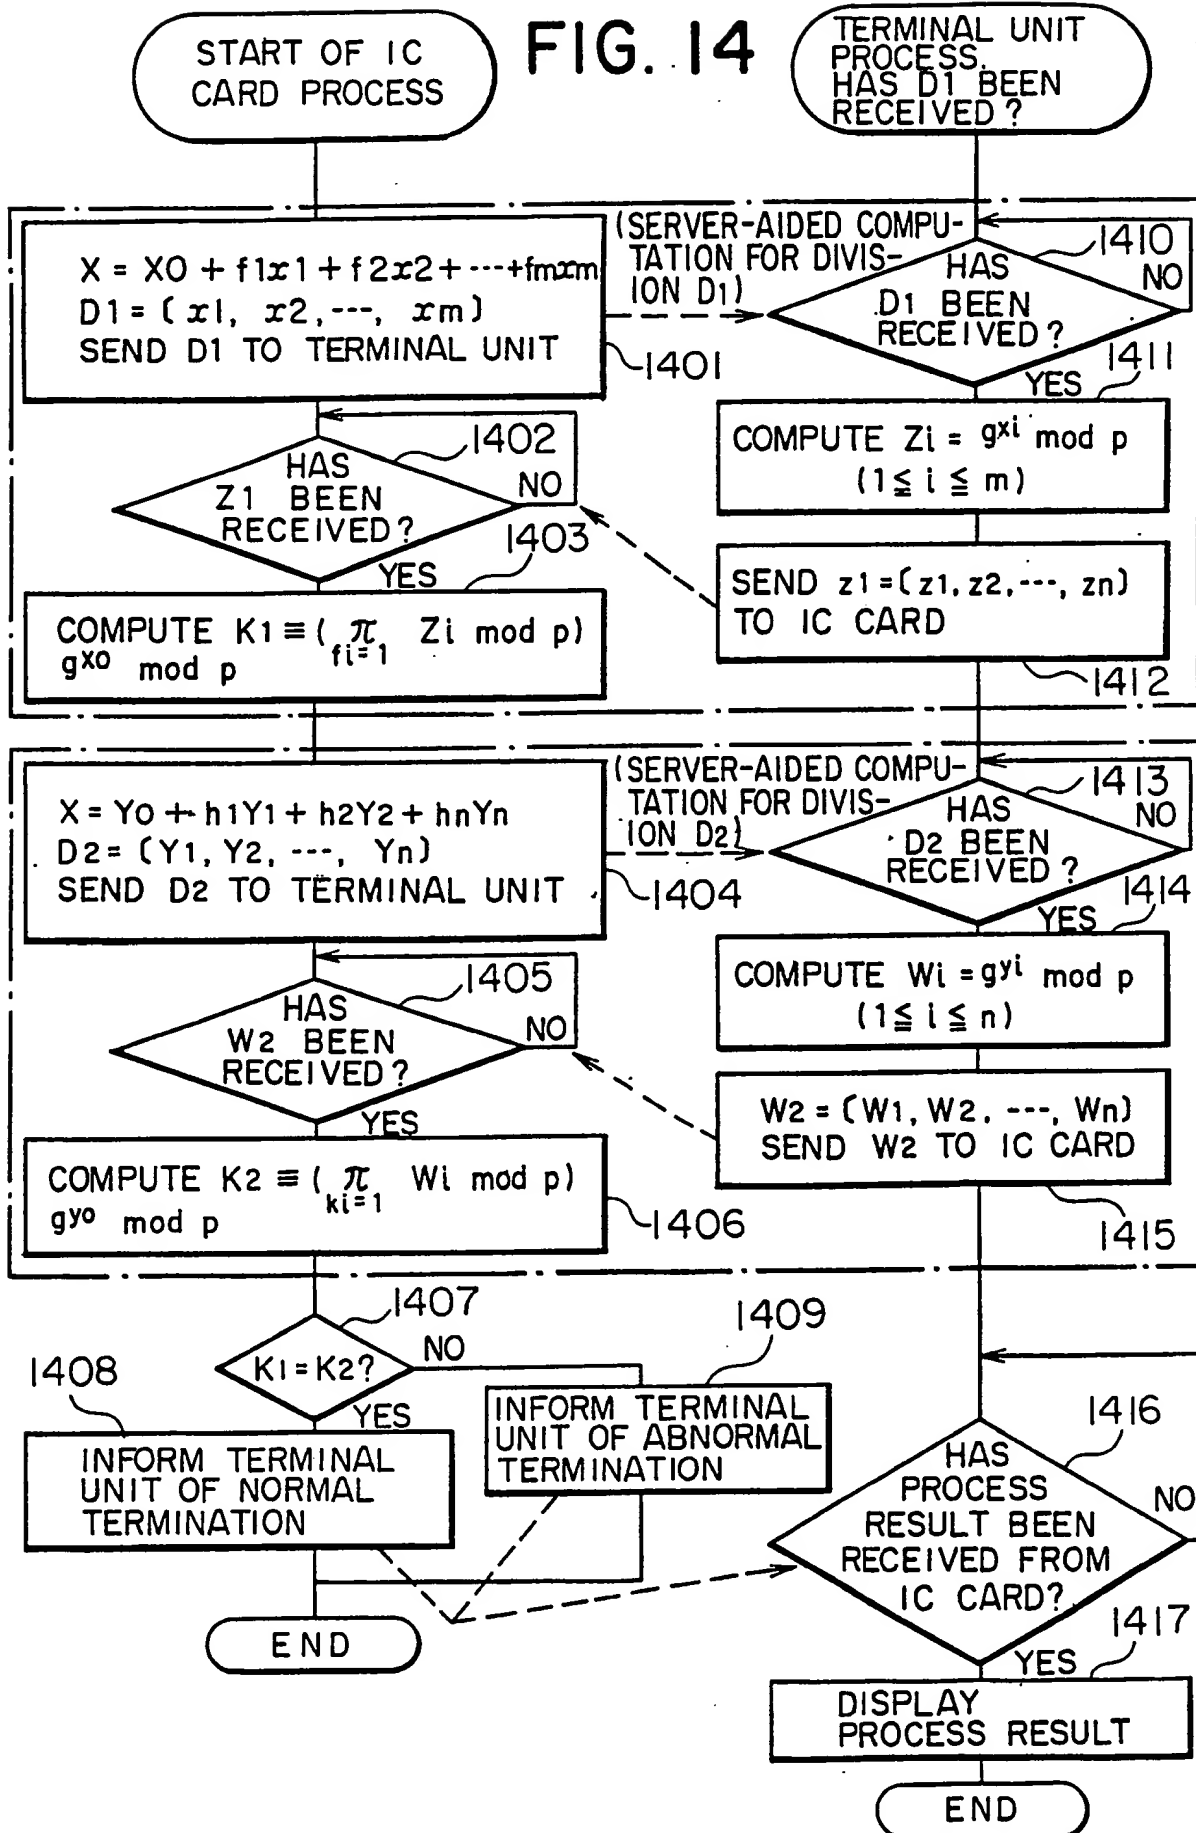 FIG. 14
START OF IC
CARD PROCESS
TERMINAL UNIT
PROCESS.
HAS D1 BEEN
RECEIVED?
X = X0 + f1x1 + f2x2 + ---+fmxm
D1 = (x1, x2, ---, xm)
SEND D1 TO TERMINAL UNIT
1401
(SERVER-AIDED COMPU-
TATION FOR DIVIS-
ION D1)
HAS
D1 BEEN
RECEIVED?
1410
NO
YES
1411
COMPUTE Zi = g^xi mod p
(1≦ i ≦ m)
HAS
Z1 BEEN
RECEIVED?
1402
NO
YES
1403
SEND z1=(z1, z2, ---, zn)
TO IC CARD
1412
COMPUTE K1 ≡ (π Zi mod p)
fi=1
g^x0 mod p
X = Y0 + h1Y1 + h2Y2 + hnYn
D2= (Y1, Y2, ---, Yn)
SEND D2 TO TERMINAL UNIT
1404
(SERVER-AIDED COMPU-
TATION FOR DIVIS-
ION D2)
HAS
D2 BEEN
RECEIVED?
1413
NO
YES
1414
COMPUTE Wi = g^yi mod p
(1≦ i ≦ n)
HAS
W2 BEEN
RECEIVED?
1405
NO
YES
W2 = (W1, W2, ---, Wn)
SEND W2 TO IC CARD
1415
COMPUTE K2 ≡ (π Wi mod p)
ki=1
g^y0 mod p
1406
K1 = K2?
1407
NO
YES
1408
INFORM TERMINAL
UNIT OF NORMAL
TERMINATION
1409
INFORM TERMINAL
UNIT OF ABNORMAL
TERMINATION
END
HAS
PROCESS
RESULT BEEN
RECEIVED FROM
IC CARD?
1416
NO
YES
1417
DISPLAY
PROCESS RESULT
END